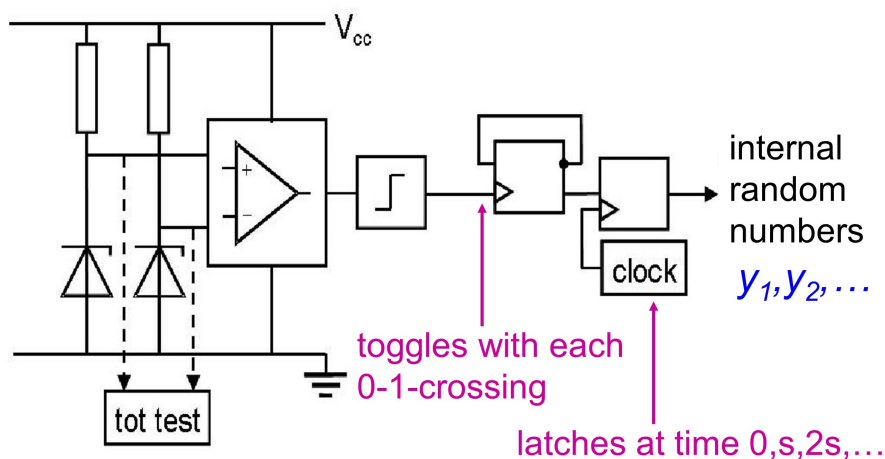 Vcc
+
−
internal
random
numbers
y1,y2,...
clock
toggles with each
0-1-crossing
tot test
latches at time 0,s,2s,...